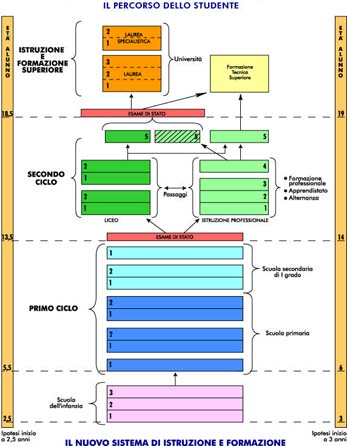 IL PERCORSO DELLO STUDENTE
ETÀ ALUNNO
ETÀ ALUNNO
ISTRUZIONE
E
FORMAZIONE
SUPERIORE
2
LAUREA
SPECIALISTICA
1
3
2
LAUREA
1
Università
Formazione
Tecnica
Superiore
18,5
ESAME DI STATO
19
5
5
5
SECONDO
CICLO
2
1
2
1
LICEO
Passaggi
4
3
2
1
ISTRUZIONE PROFESSIONALE
Formazione
professionale
Apprendistato
Alternanza
13,5
ESAME DI STATO
14
PRIMO CICLO
1
2
1
Scuola secondaria
di I grado
2
1
2
1
1
Scuola primaria
5,5
6
Scuola
dell'infanzia
3
2
1
2,5
3
Ipotesi inizio
a 2,5 anni
Ipotesi inizio
a 3 anni
IL NUOVO SISTEMA DI ISTRUZIONE E FORMAZIONE